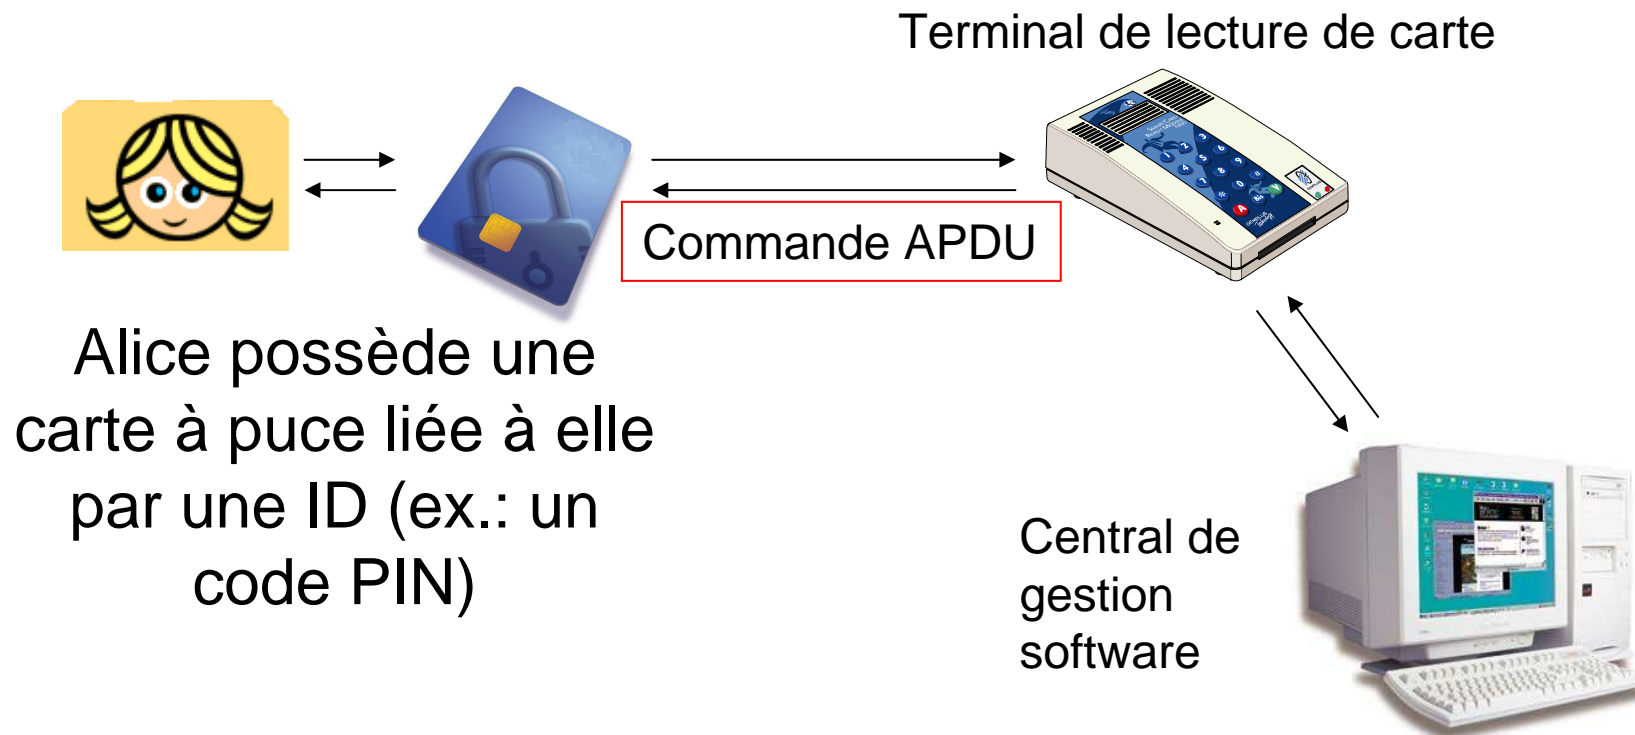 Terminal de lecture de carte
Commande APDU
Alice possède une
carte à puce liée à elle
par une ID (ex.: un
code PIN)
Central de
gestion
software